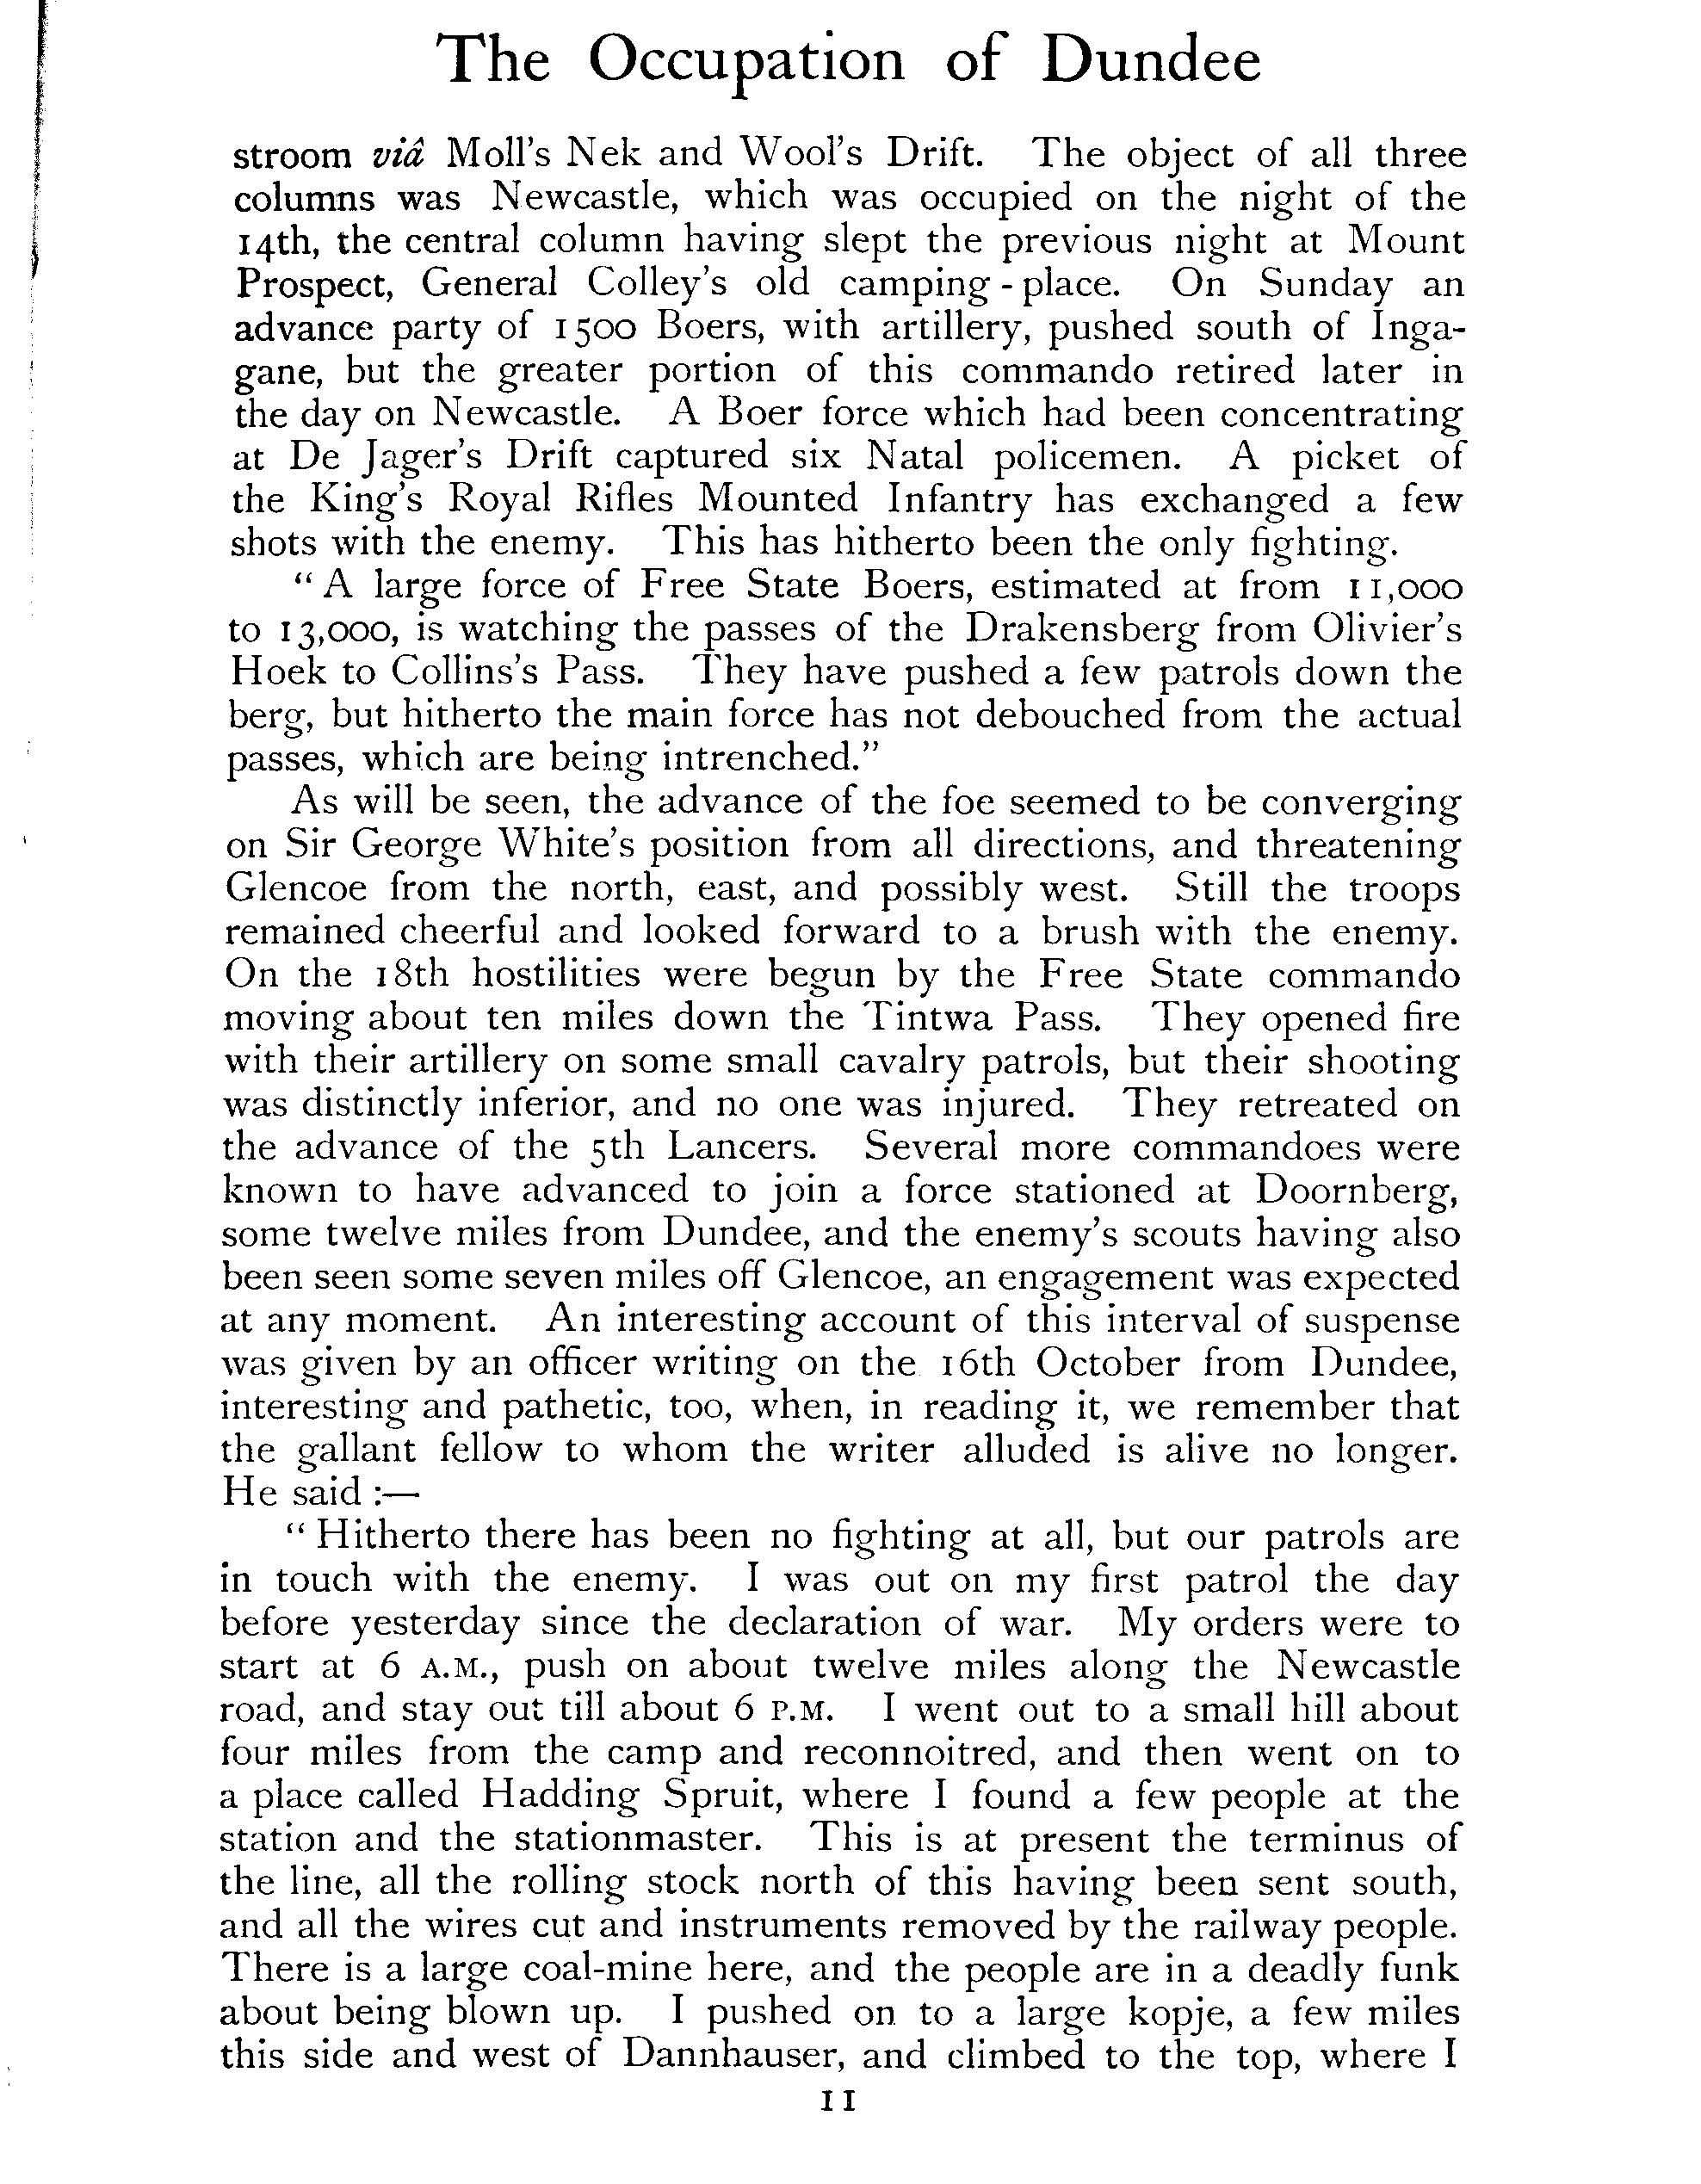 The Occupation of Dundee
stroom viâ Moll's Nek and Wool's Drift. The object of all three
columns was Newcastle, which was occupied on the night of the
14th, the central column having slept the previous night at Mount
Prospect, General Colley's old camping-place. On Sunday an
advance party of 1500 Boers, with artillery, pushed south of Inga-
gane, but the greater portion of this commando retired later in
the day on Newcastle. A Boer force which had been concentrating
at De Jager's Drift captured six Natal policemen. A picket of
the King's Royal Rifles Mounted Infantry has exchanged a few
shots with the enemy. This has hitherto been the only fighting.
"A large force of Free State Boers, estimated at from 11,000
to 13,000, is watching the passes of the Drakensberg from Olivier's
Hoek to Collins's Pass. They have pushed a few patrols down the
berg, but hitherto the main force has not debouched from the actual
passes, which are being intrenched."
As will be seen, the advance of the foe seemed to be converging
on Sir George White's position from all directions, and threatening
Glencoe from the north, east, and possibly west. Still the troops
remained cheerful and looked forward to a brush with the enemy.
On the 18th hostilities were begun by the Free State commando
moving about ten miles down the Tintwa Pass. They opened fire
with their artillery on some small cavalry patrols, but their shooting
was distinctly inferior, and no one was injured. They retreated on
the advance of the 5th Lancers. Several more commandoes were
known to have advanced to join a force stationed at Doornberg,
some twelve miles from Dundee, and the enemy's scouts having also
been seen some seven miles off Glencoe, an engagement was expected
at any moment. An interesting account of this interval of suspense
was given by an officer writing on the 16th October from Dundee,
interesting and pathetic, too, when, in reading it, we remember that
the gallant fellow to whom the writer alluded is alive no longer.
He said :—
"Hitherto there has been no fighting at all, but our patrols are
in touch with the enemy. I was out on my first patrol the day
before yesterday since the declaration of war. My orders were to
start at 6 A.M., push on about twelve miles along the Newcastle
road, and stay out till about 6 P.M. I went out to a small hill about
four miles from the camp and reconnoitred, and then went on to
a place called Hadding Spruit, where I found a few people at the
station and the stationmaster. This is at present the terminus of
the line, all the rolling stock north of this having been sent south,
and all the wires cut and instruments removed by the railway people.
There is a large coal-mine here, and the people are in a deadly funk
about being blown up. I pushed on to a large kopje, a few miles
this side and west of Dannhauser, and climbed to the top, where I
11